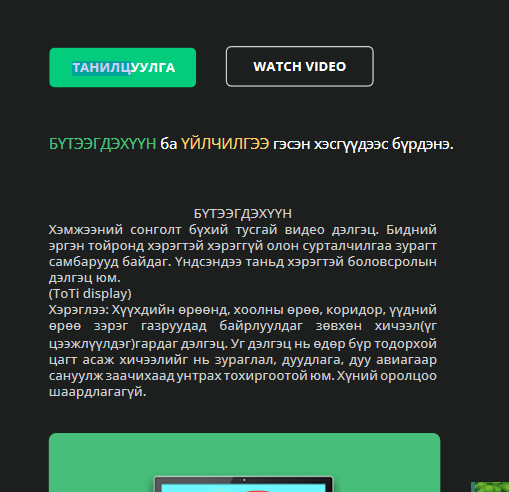 ТАНИЛЦУУЛГА
WATCH VIDEO
БҮТЭЭГДЭХҮҮН ба ҮЙЛЧИЛГЭЭ гэсэн хэсгүүдээс бүрдэнэ.
БҮТЭЭГДЭХҮҮН
Хэмжээний сонголт бүхий тусгай видео дэлгэц. Бидний
эргэн тойронд хэрэгтэй хэрэггүй олон сурталчилгаа зурагт
самбарууд байдаг. Үндсэндээ таньд хэрэгтэй боловсролын
дэлгэц юм.
(ToTi display)
Хэрэглээ: Хүүхдийн өрөөнд, хоолны өрөө, коридор, үүдний
өрөө зэрэг газруудад байрлуулдаг зөвхөн хичээл(үг
цээжлүүлдэг)гардаг дэлгэц. Уг дэлгэц нь өдөр бүр тодорхой
цагт асаж хичээлийг нь зураглал, дуудлага, дуу авиагаар
сануулж заачихаад унтрах тохиргоотой юм. Хүний оролцоо
шаардлагагүй.